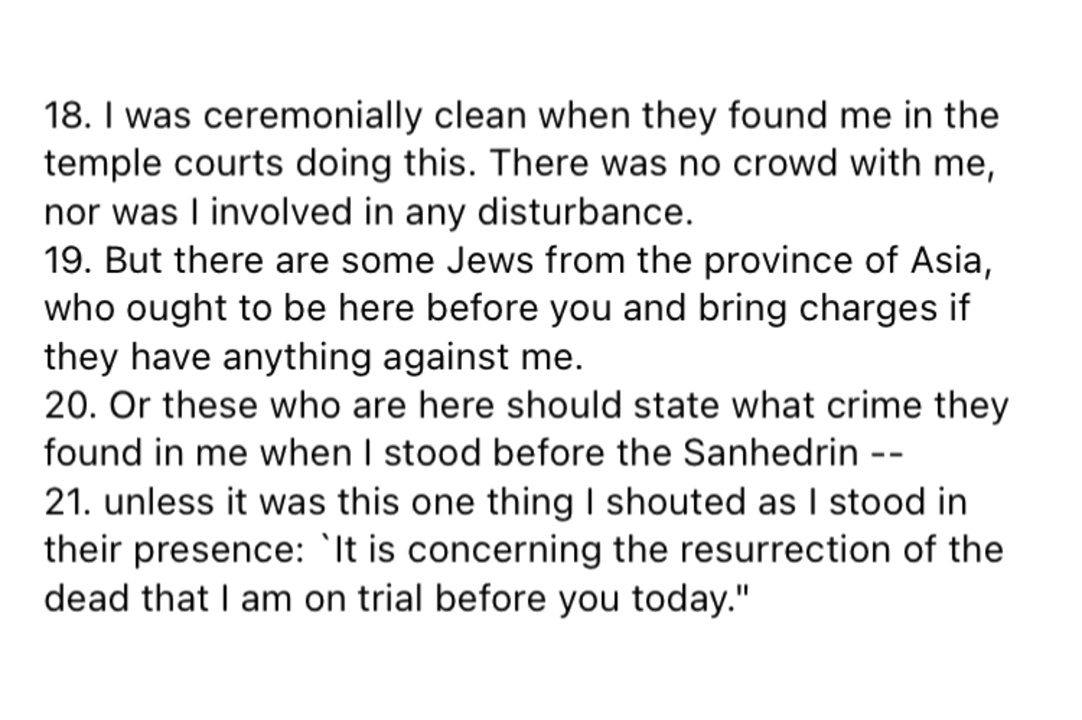 18. I was ceremonially clean when they found me in the
temple courts doing this. There was no crowd with me,
nor was I involved in any disturbance.
19. But there are some Jews from the province of Asia,
who ought to be here before you and bring charges if
they have anything against me.
20. Or these who are here should state what crime they
found in me when I stood before the Sanhedrin --
21. unless it was this one thing I shouted as I stood in
their presence: `It is concerning the resurrection of the
dead that I am on trial before you today."